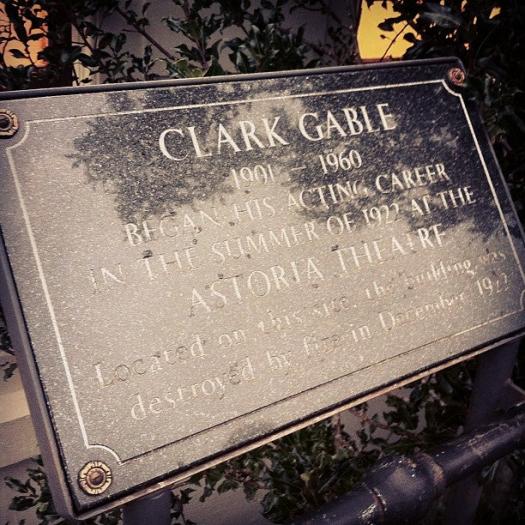 CLARK GABLE
1901 - 1960
BEGAN HIS ACTING CAREER
IN THE SUMMER OF 1922 AT THE
ASTORIA THEATRE
Located on this site, the building was
destroyed by fire in December 1922